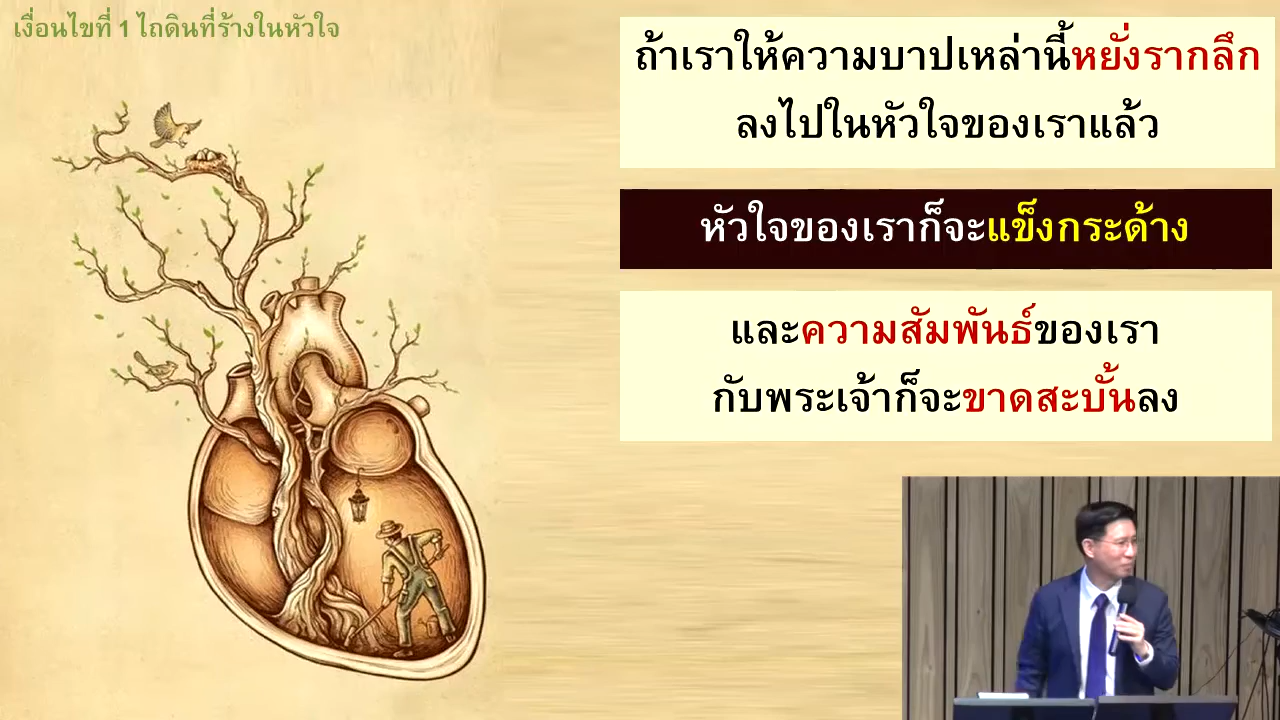 เงื่อนไขที่ 1 ไถดินที่ร้างในหัวใจ
ถ้าเราให้ความบาปเหล่านี้หยั่งรากลึก
ลงไปในหัวใจของเราแล้ว
หัวใจของเราก็จะแข็งกระด้าง
และความสัมพันธ์ของเรา
กับพระเจ้าก็จะขาดสะบั้นลง